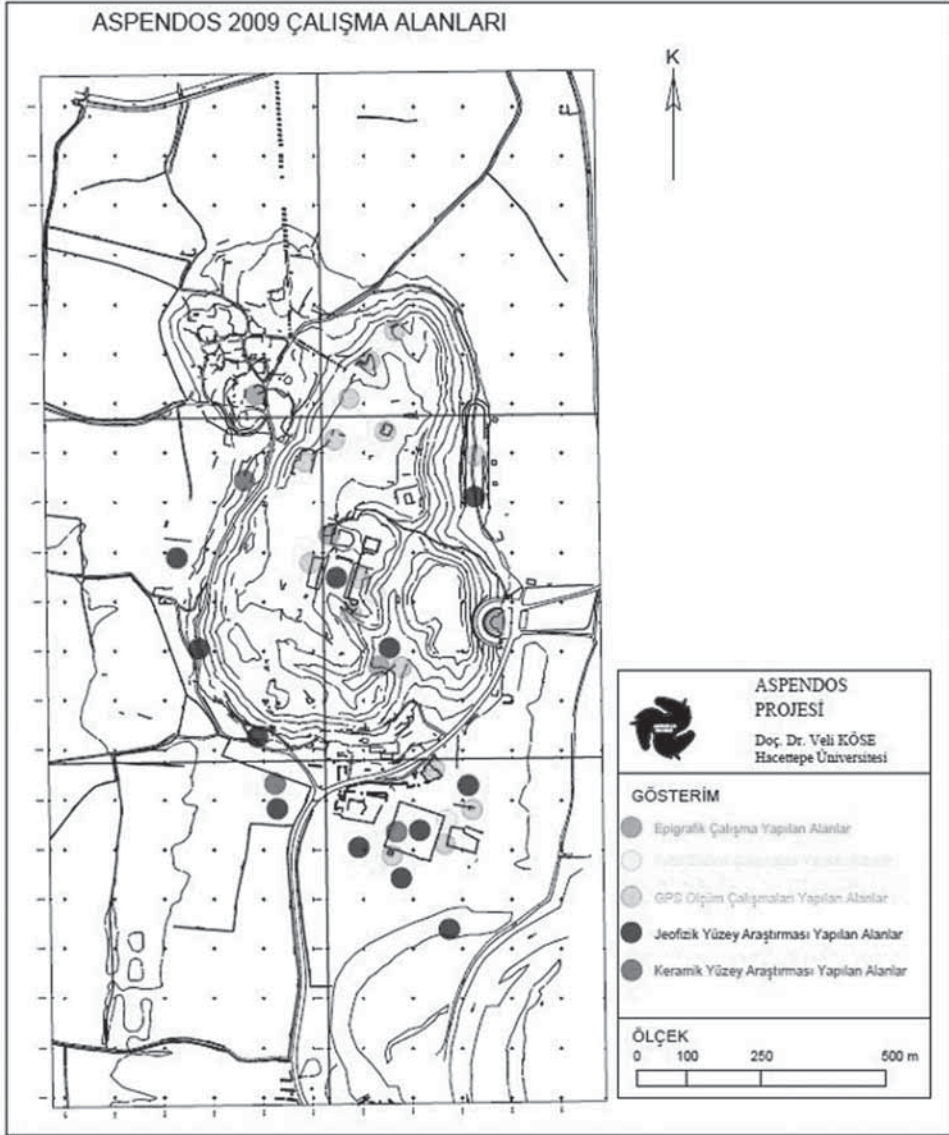 ASPENDOS 2009 ÇALIŞMA ALANLARI
K
ASPENDOS
PROJESİ
Doç. Dr. Veli KÖSE
Hacettepe Üniversitesi
GÖSTERİM
Epigrafik Çalışma Yapılan Alanlar
GPS Ölçüm Çalışmaları Yapılan Alanlar
Jeofizik Yüzey Araştırması Yapılan Alanlar
Keramik Yüzey Araştırması Yapılan Alanlar
ÖLÇEK
0 100 250 500 m